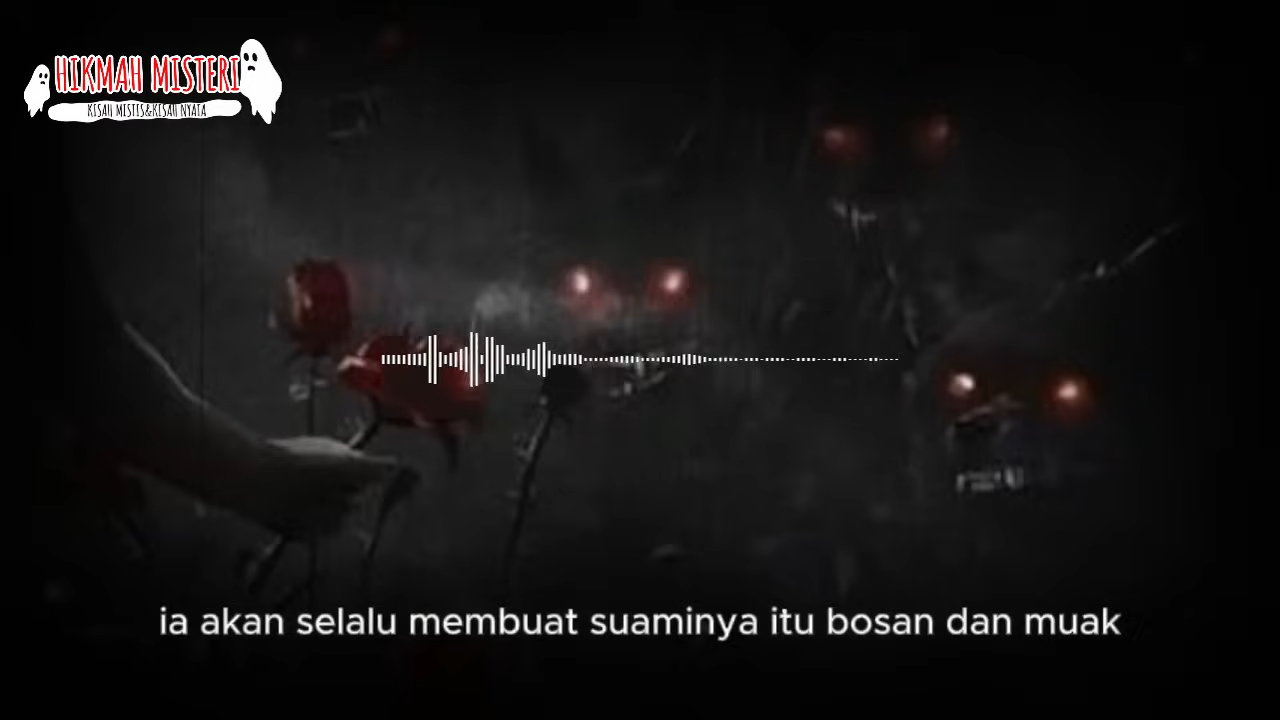 HIKMAH MISTERI
KISAH MISTIS&KISAH NYATA
ia akan selalu membuat suaminya itu bosan dan muak